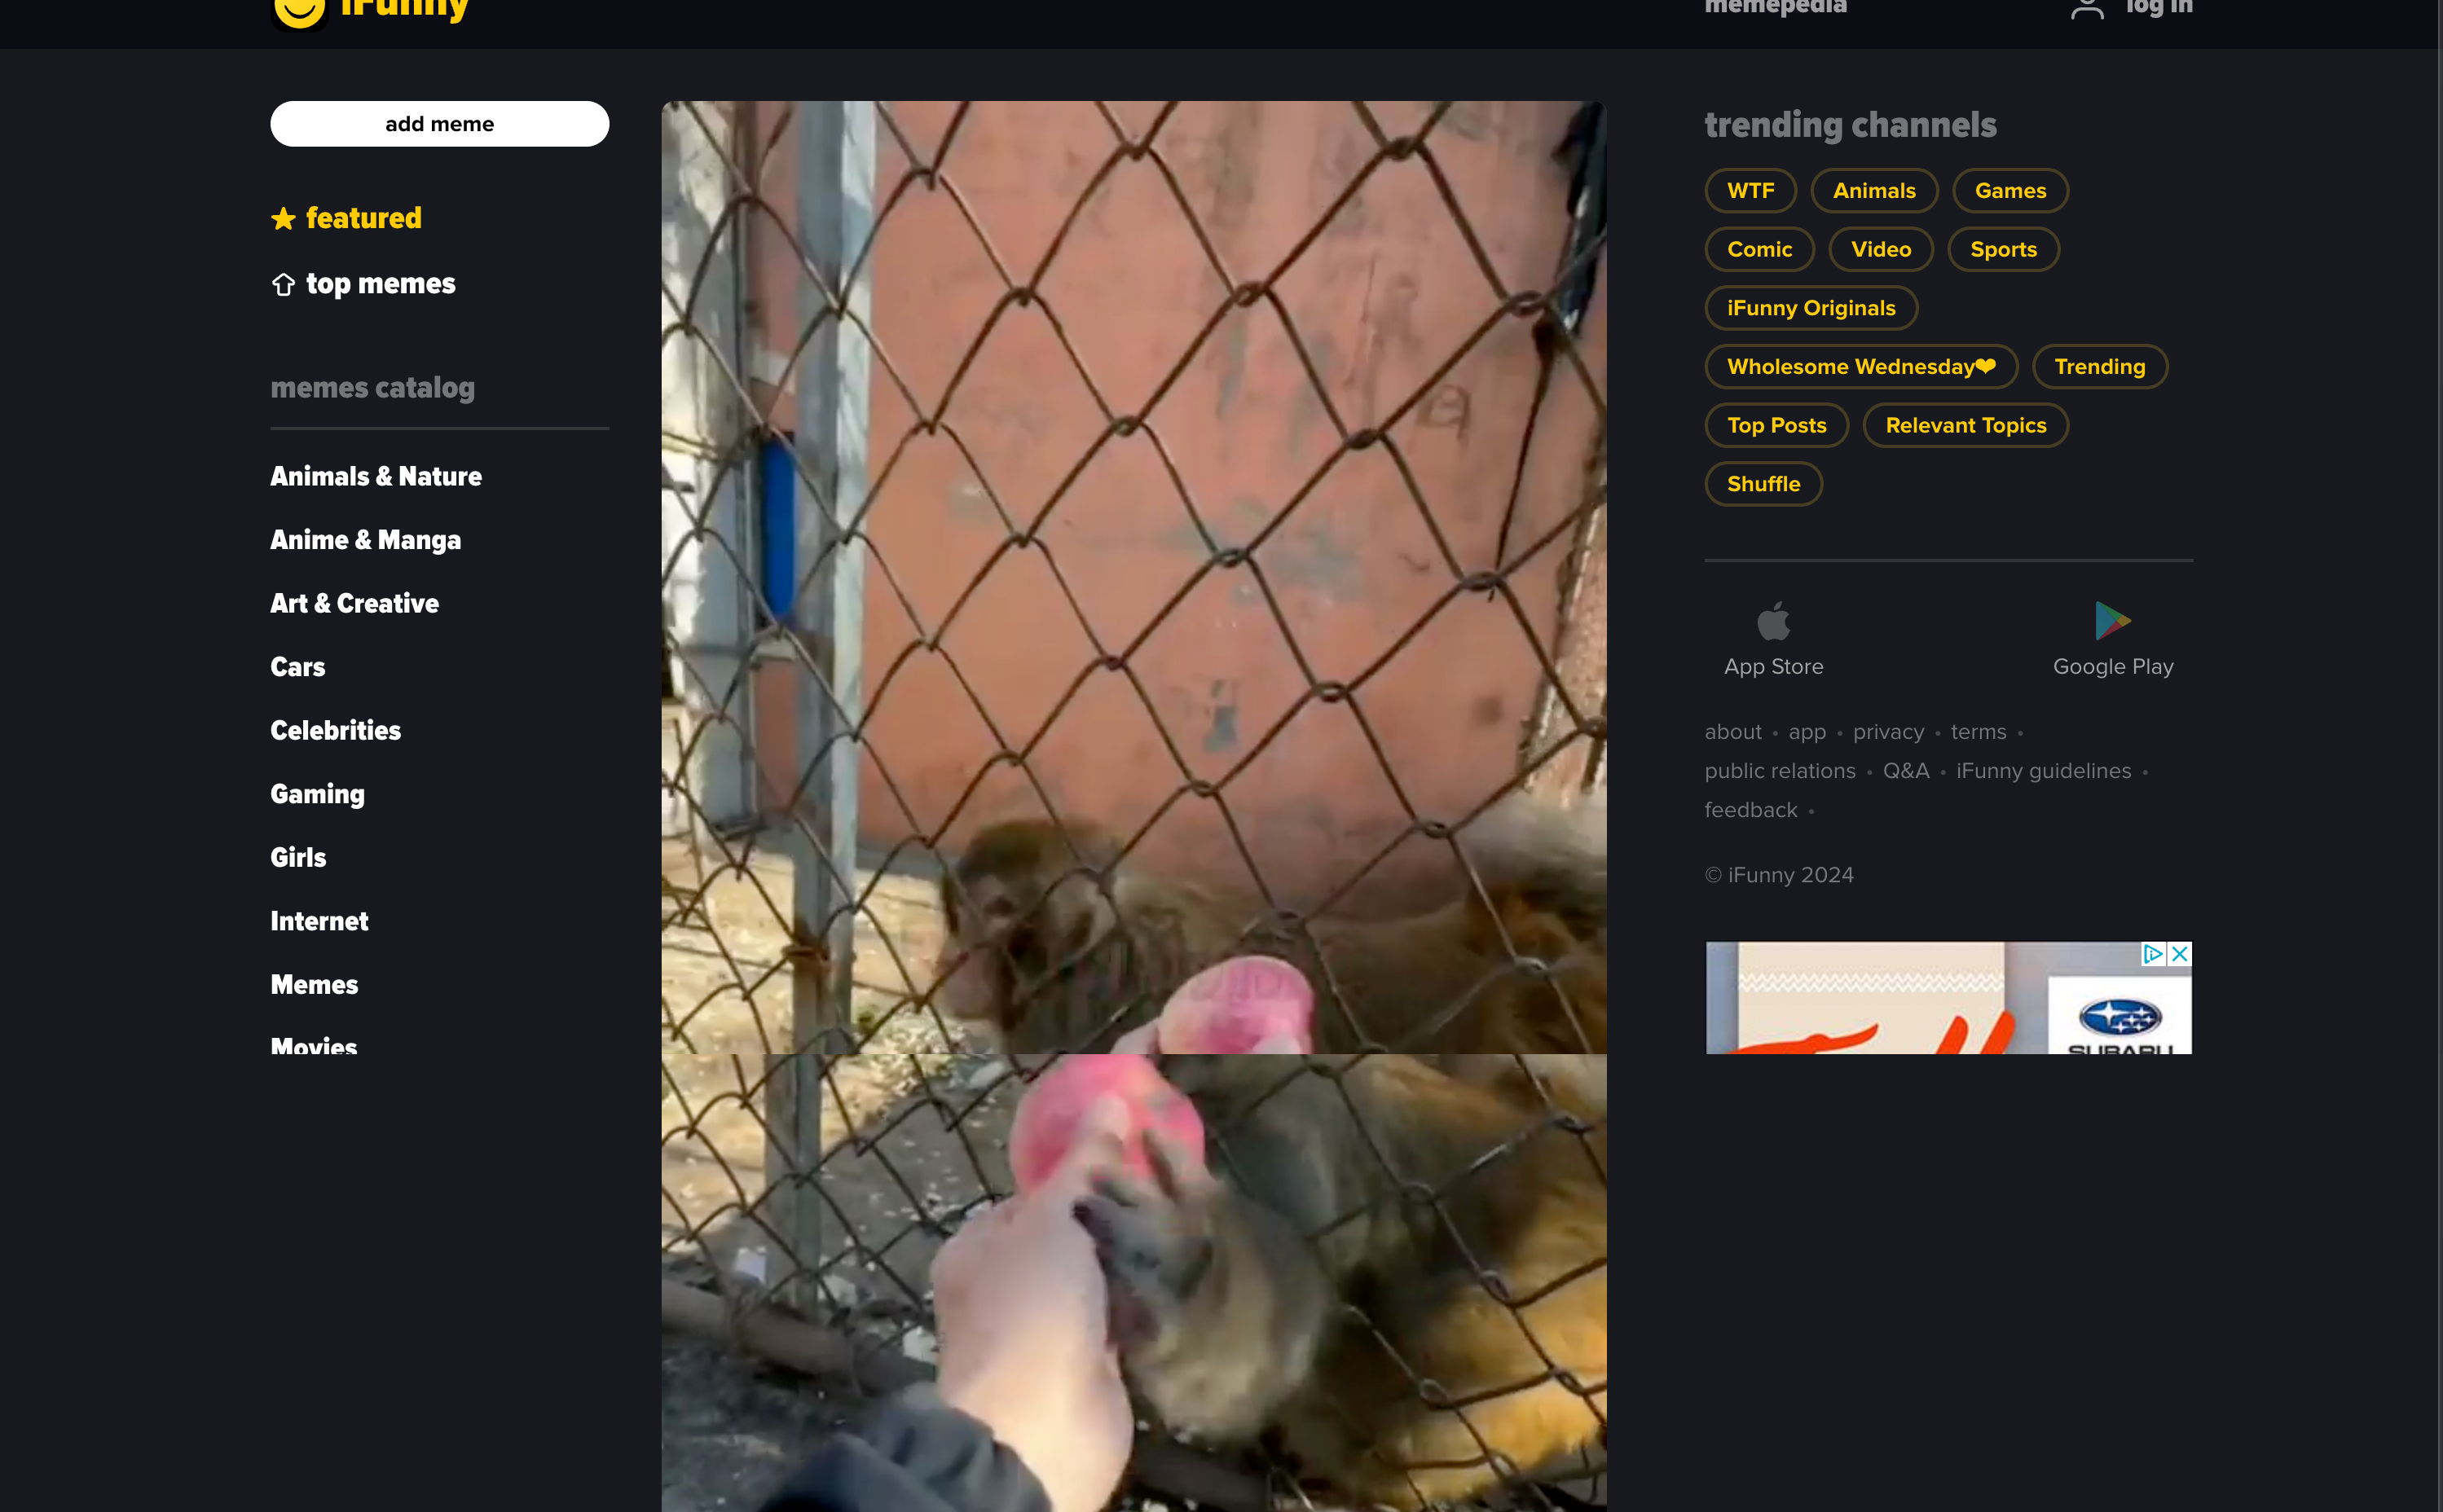 iFunny
memepedia
log in
add meme
featured
top memes
memes catalog
Animals & Nature
Anime & Manga
Art & Creative
Cars
Celebrities
Gaming
Girls
Internet
Memes
Movies
trending channels
WTF
Animals
Games
Comic
Video
Sports
iFunny Originals
Wholesome Wednesday❤
Trending
Top Posts
Relevant Topics
Shuffle
App Store
Google Play
about • app • privacy • terms •
public relations • Q&A • iFunny guidelines •
feedback •
© iFunny 2024
SUBARU